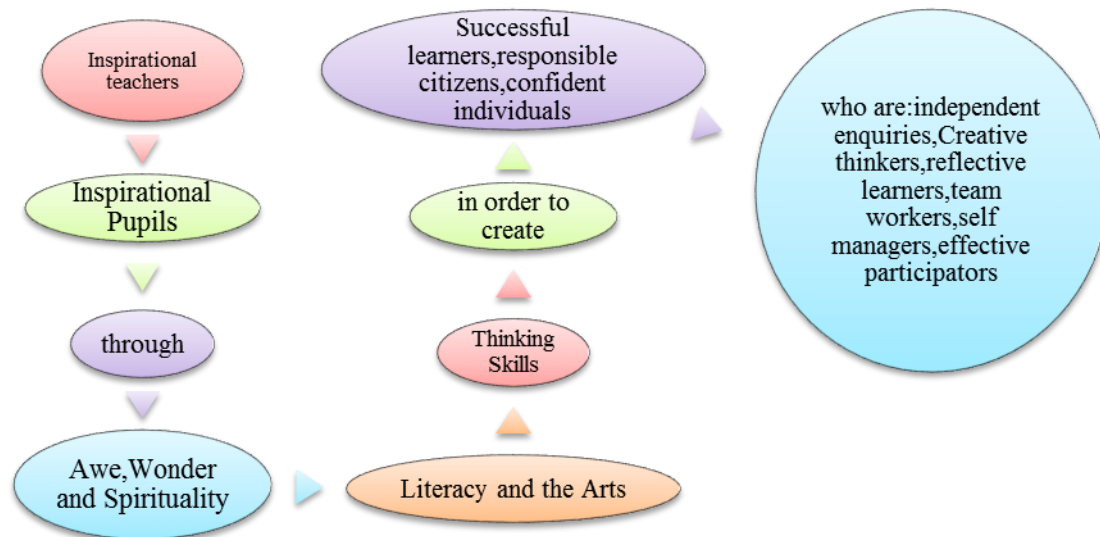 Inspirational
teachers
Inspirational
Pupils
through
Awe,Wonder
and Spirituality
Literacy and the Arts
Thinking
Skills
in order to
create
Successful
learners,responsible
citizens,confident
individuals
who are:independent
enquiries,Creative
thinkers,reflective
learners,team
workers,self
managers,effective
participators